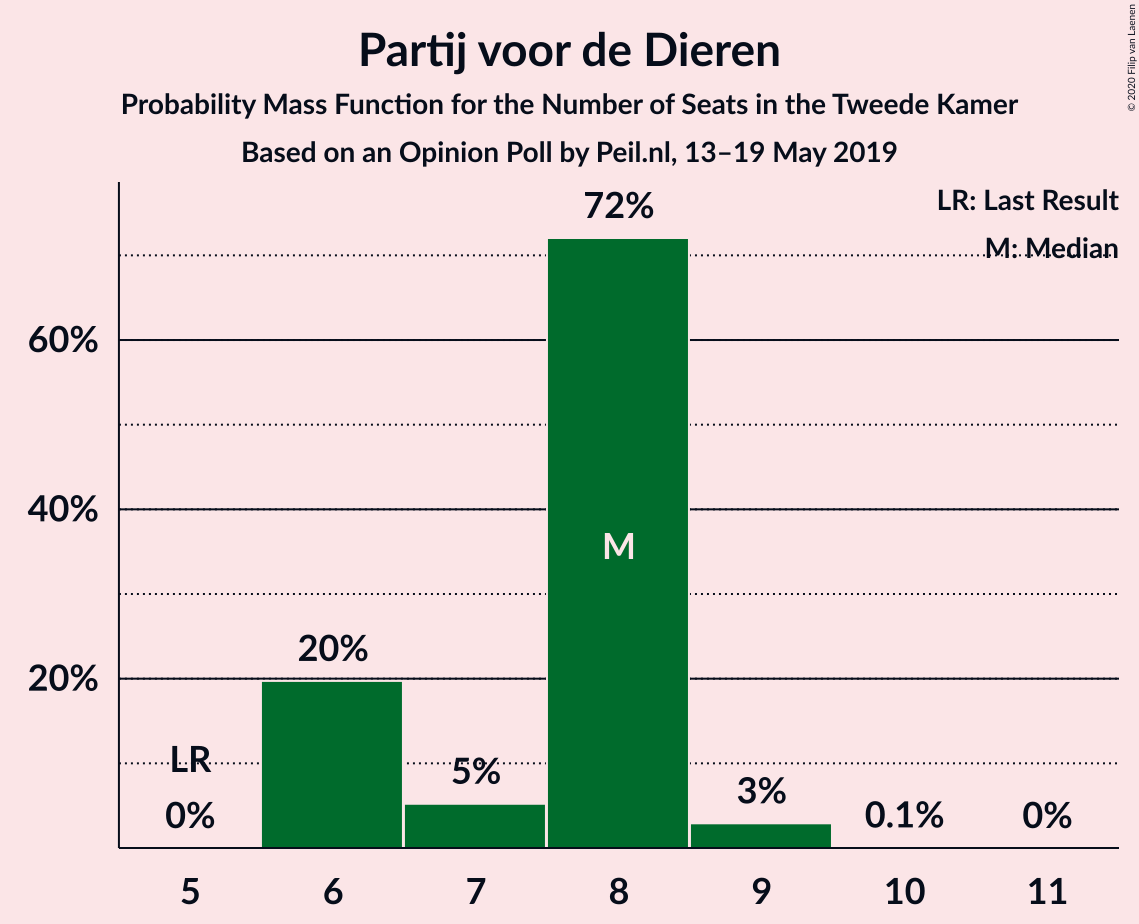 Partij voor de Dieren
Probability Mass Function for the Number of Seats in the Tweede Kamer
Based on an Opinion Poll by Peil.nl, 13–19 May 2019
© 2020 Filip van Laenen
LR: Last Result
M: Median
72%
60%
40%
M
20%
20%
LR
5%
3%
0%
0.1%
0%
5 6 7 8 9 10 11